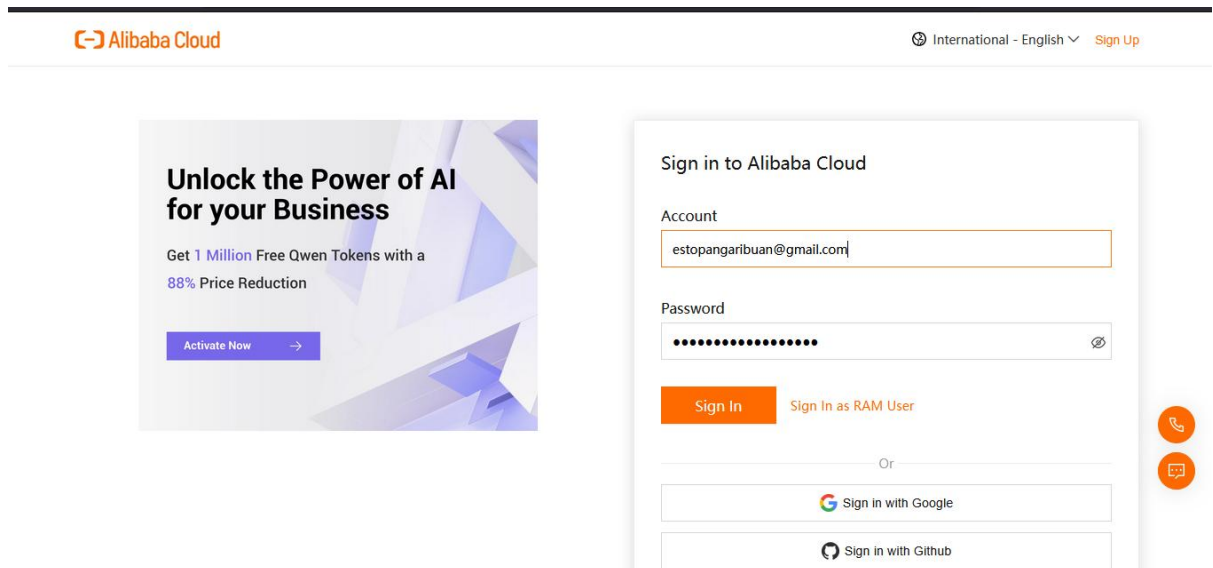 Alibaba Cloud
International - English
Sign Up
Unlock the Power of AI
for your Business
Get 1 Million Free Qwen Tokens with a
88% Price Reduction
Activate Now
Sign in to Alibaba Cloud
Account
estopangaribuan@gmail.com
Password
••••••••••••••••••
Sign In
Sign In as RAM User
Or
Sign in with Google
Sign in with Github